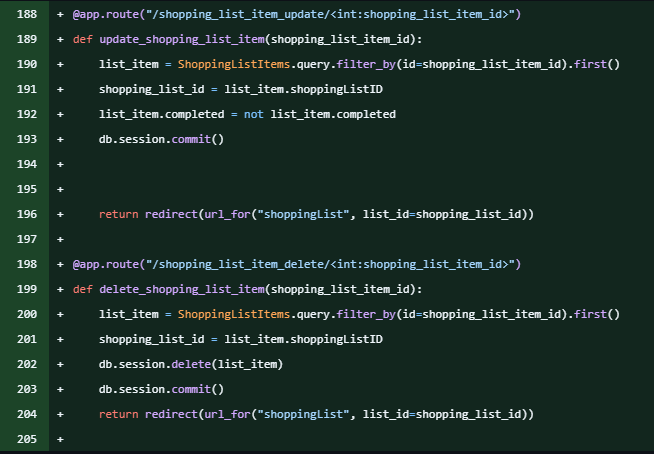 188 + @app.route("/shopping_list_item_update/<int:shopping_list_item_id>")
189 + def update_shopping_list_item(shopping_list_item_id):
190 +     list_item = ShoppingListItems.query.filter_by(id=shopping_list_item_id).first()
191 +     shopping_list_id = list_item.shoppingListID
192 +     list_item.completed = not list_item.completed
193 +     db.session.commit()
194 +
195 +
196 +     return redirect(url_for("shoppingList", list_id=shopping_list_id))
197 +
198 + @app.route("/shopping_list_item_delete/<int:shopping_list_item_id>")
199 + def delete_shopping_list_item(shopping_list_item_id):
200 +     list_item = ShoppingListItems.query.filter_by(id=shopping_list_item_id).first()
201 +     shopping_list_id = list_item.shoppingListID
202 +     db.session.delete(list_item)
203 +     db.session.commit()
204 +     return redirect(url_for("shoppingList", list_id=shopping_list_id))
205 +